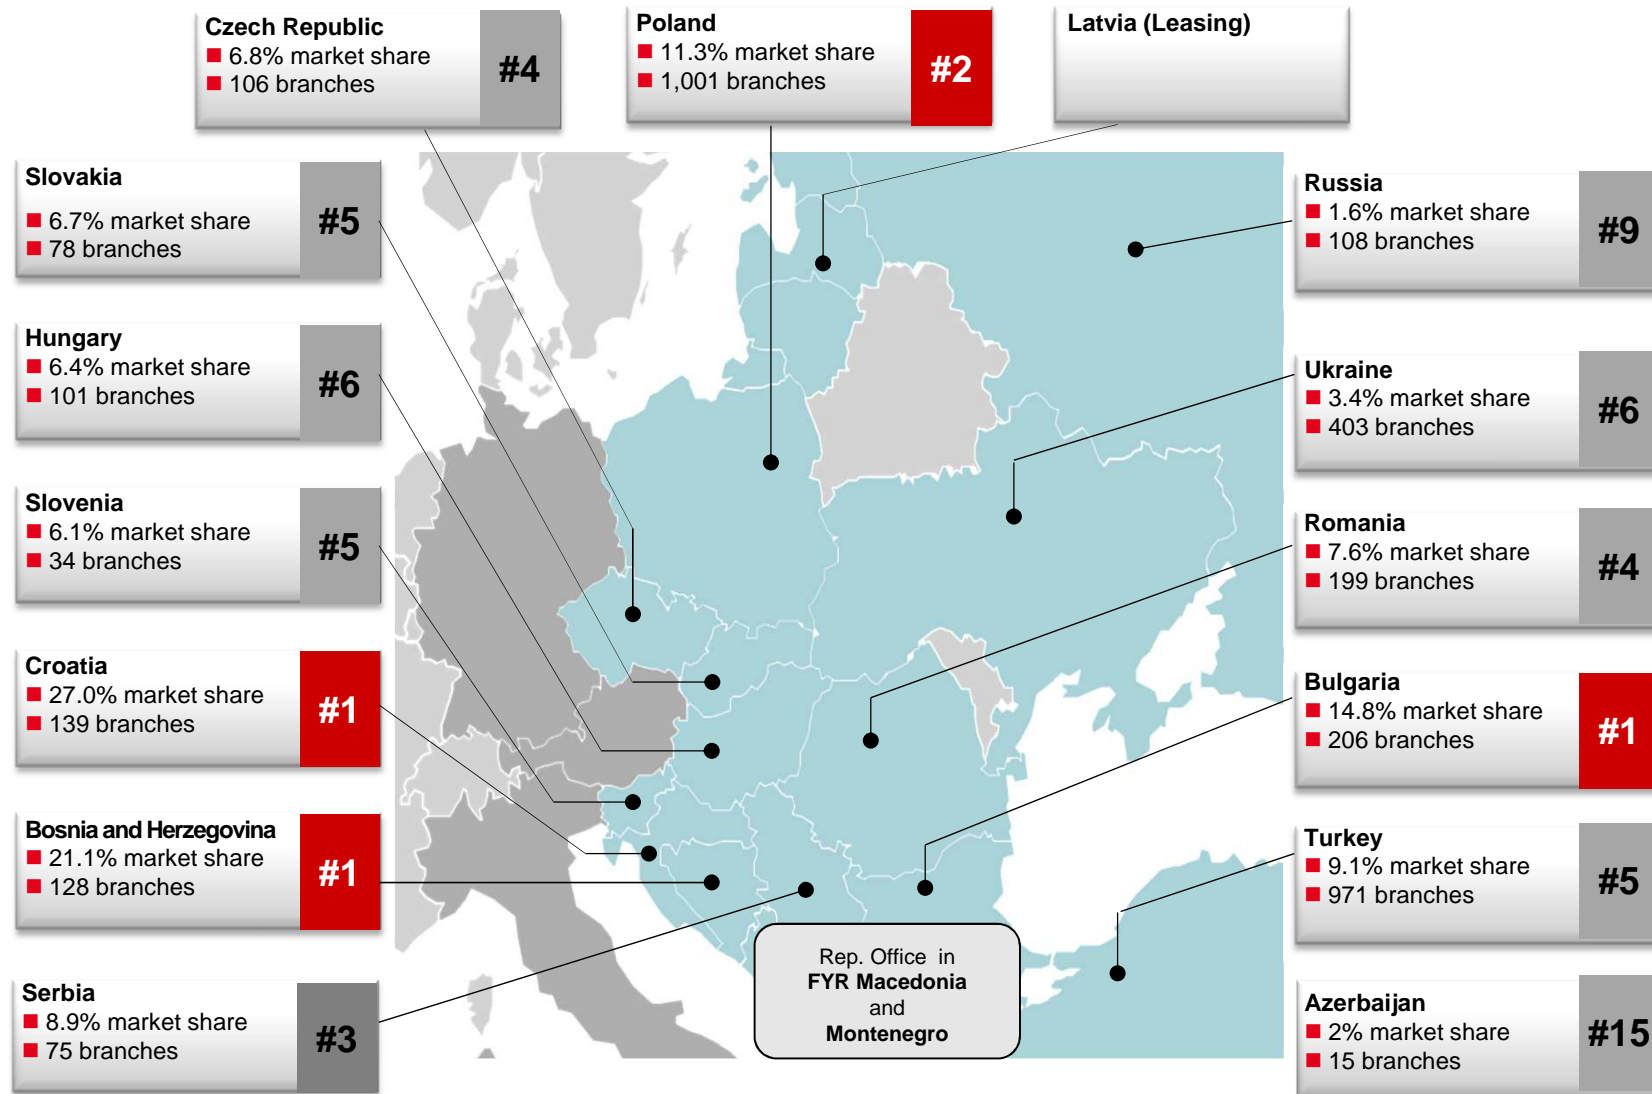 Czech Republic
6.8% market share
106 branches
#4
Poland
11.3% market share
1,001 branches
#2
Latvia (Leasing)
Slovakia
6.7% market share
78 branches
#5
Hungary
6.4% market share
101 branches
#6
Slovenia
6.1% market share
34 branches
#5
Croatia
27.0% market share
139 branches
#1
Bosnia and Herzegovina
21.1% market share
128 branches
#1
Serbia
8.9% market share
75 branches
#3
Rep. Office in
FYR Macedonia
and
Montenegro
Russia
1.6% market share
108 branches
#9
Ukraine
3.4% market share
403 branches
#6
Romania
7.6% market share
199 branches
#4
Bulgaria
14.8% market share
206 branches
#1
Turkey
9.1% market share
971 branches
#5
Azerbaijan
2% market share
15 branches
#15